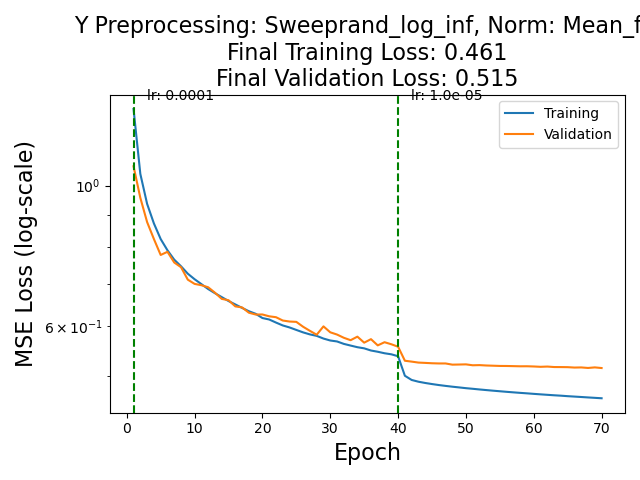 Y Preprocessing: Sweeprand_log_inf, Norm: Mean_f
Final Training Loss: 0.461
Final Validation Loss: 0.515
lr: 0.0001
lr: 1.0e-05
Training
Validation
MSE Loss (log-scale)
10⁰
6 × 10⁻¹
0 10 20 30 40 50 60 70
Epoch